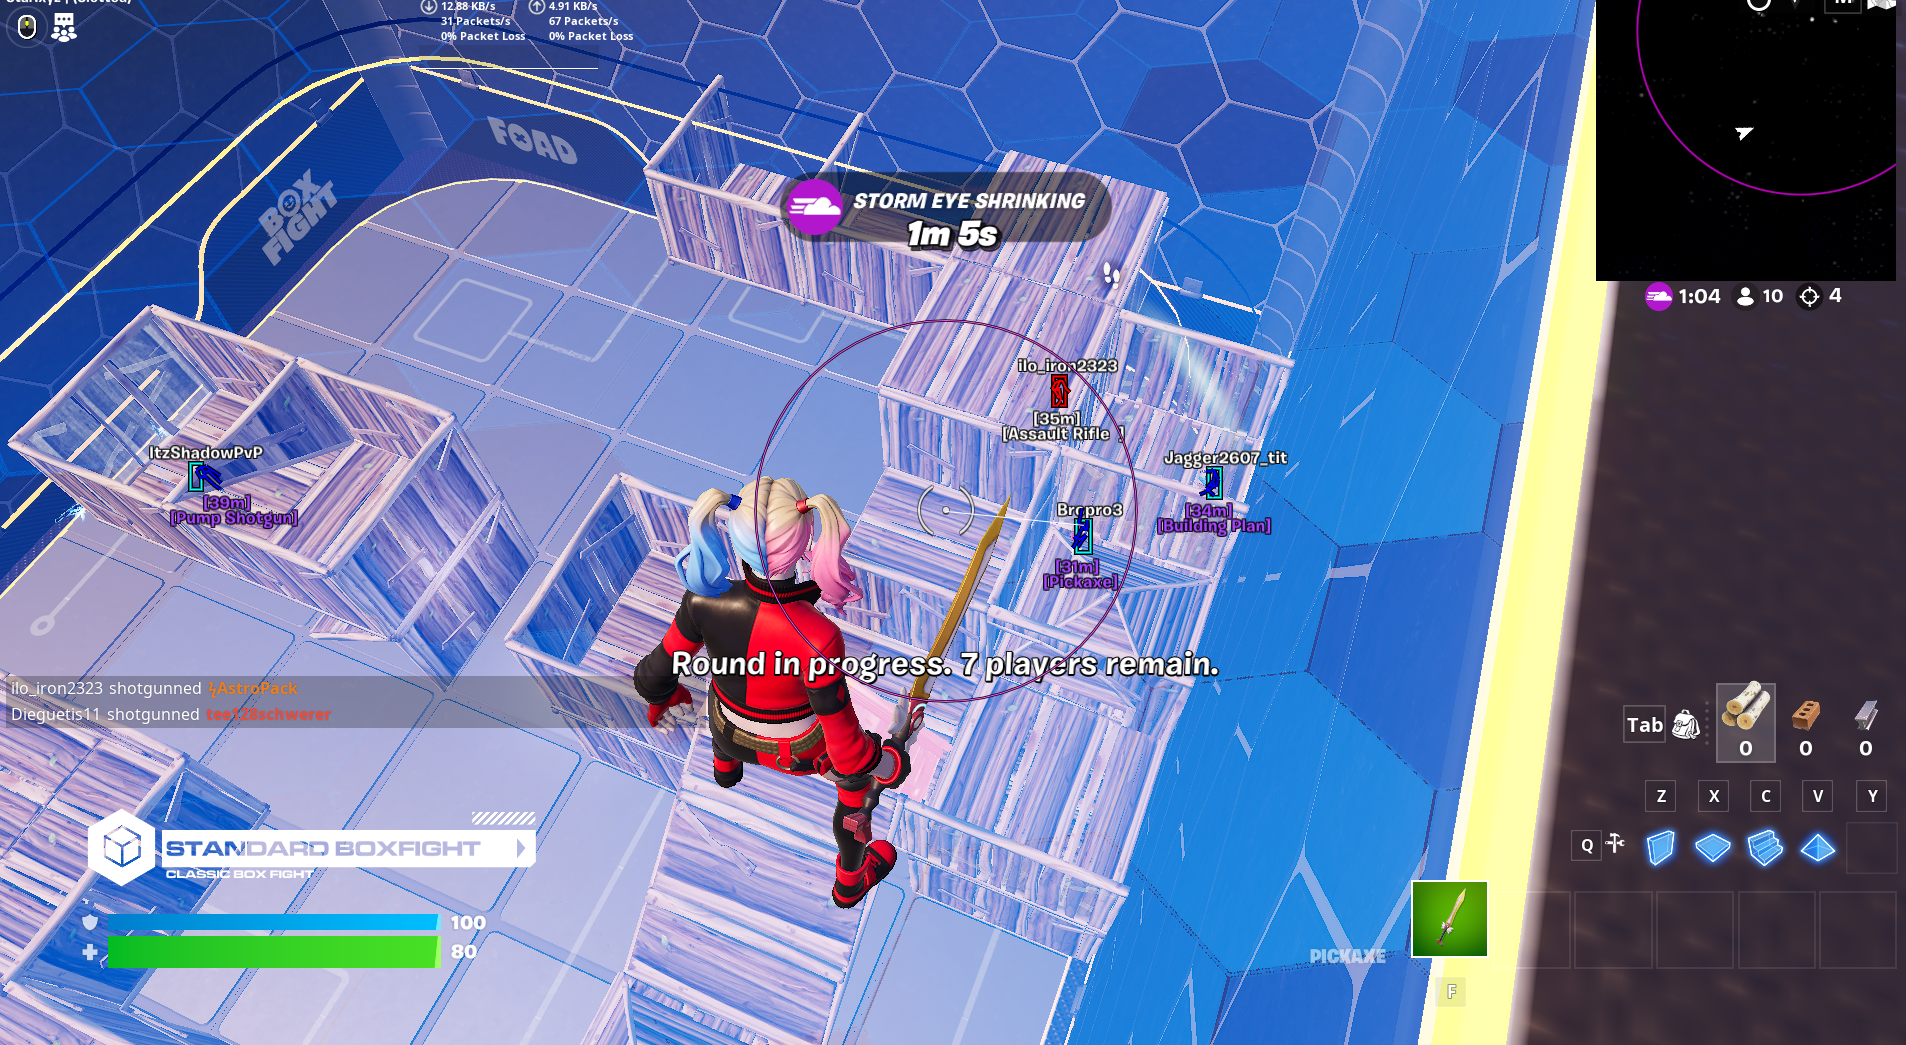 12.88 KB/s
4.91 KB/s
31 Packets/s
67 Packets/s
0% Packet Loss
0% Packet Loss
FOAD
BOX
FIGHT
STORM EYE SHRINKING
1m 5s
1:04
10
4
ilo_iron2323
[35m]
[Assault Rifle ]
ItzShadowPvP
[39m]
[Pump Shotgun]
Jagger2607_tit
[34m]
[Building Plan]
Bropro3
[31m]
[Pickaxe]
Round in progress. 7 players remain.
ilo_iron2323 shotgunned ϟAstroPack
Dieguetis11 shotgunned tee128schwerer
Tab
0
0
0
Z
X
C
V
Y
Q
STANDARD BOXFIGHT
CLASSIC BOX FIGHT
100
80
PICKAXE
F